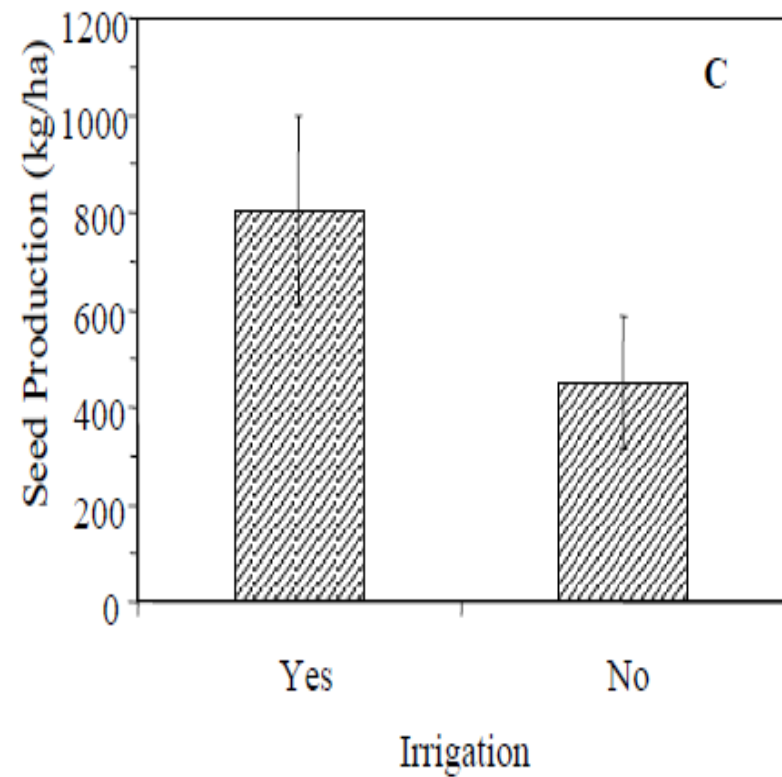 Seed Production (kg/ha)
1200
1000
800
600
400
200
0
C
Yes
No
Irrigation